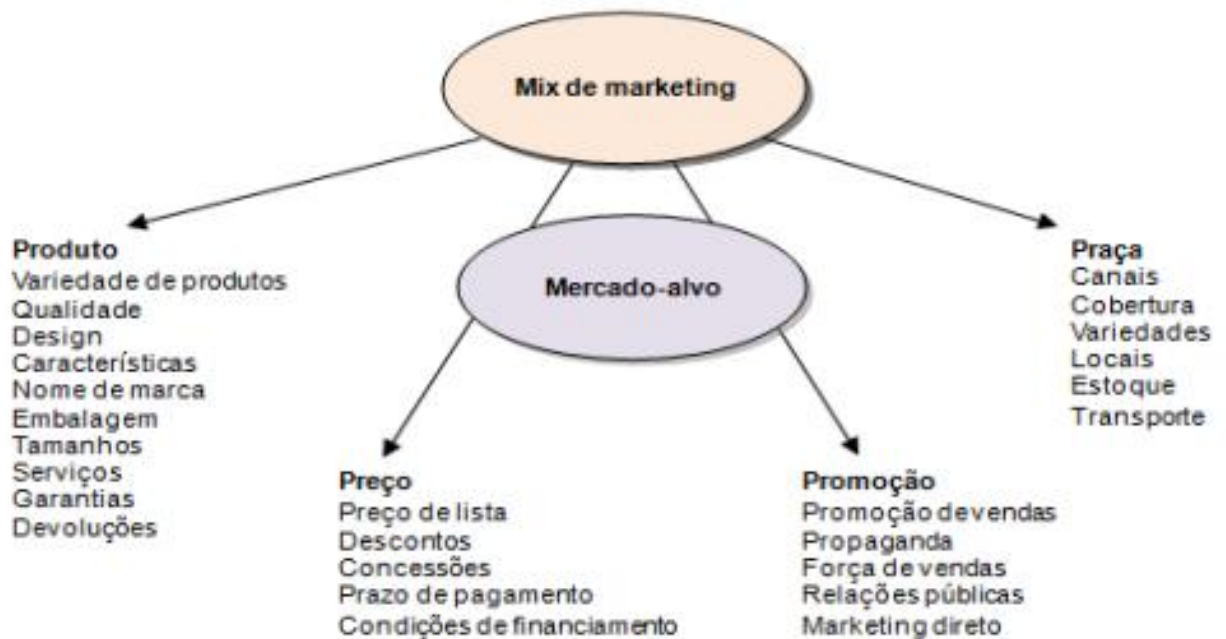 Mix de marketing
Mercado-alvo
Produto
Variedade de produtos
Qualidade
Design
Características
Nome de marca
Embalagem
Tamanhos
Serviços
Garantias
Devoluções
Preço
Preço de lista
Descontos
Concessões
Prazo de pagamento
Condições de financiamento
Promoção
Promoção de vendas
Propaganda
Força de vendas
Relações públicas
Marketing direto
Praça
Canais
Cobertura
Variedades
Locais
Estoque
Transporte